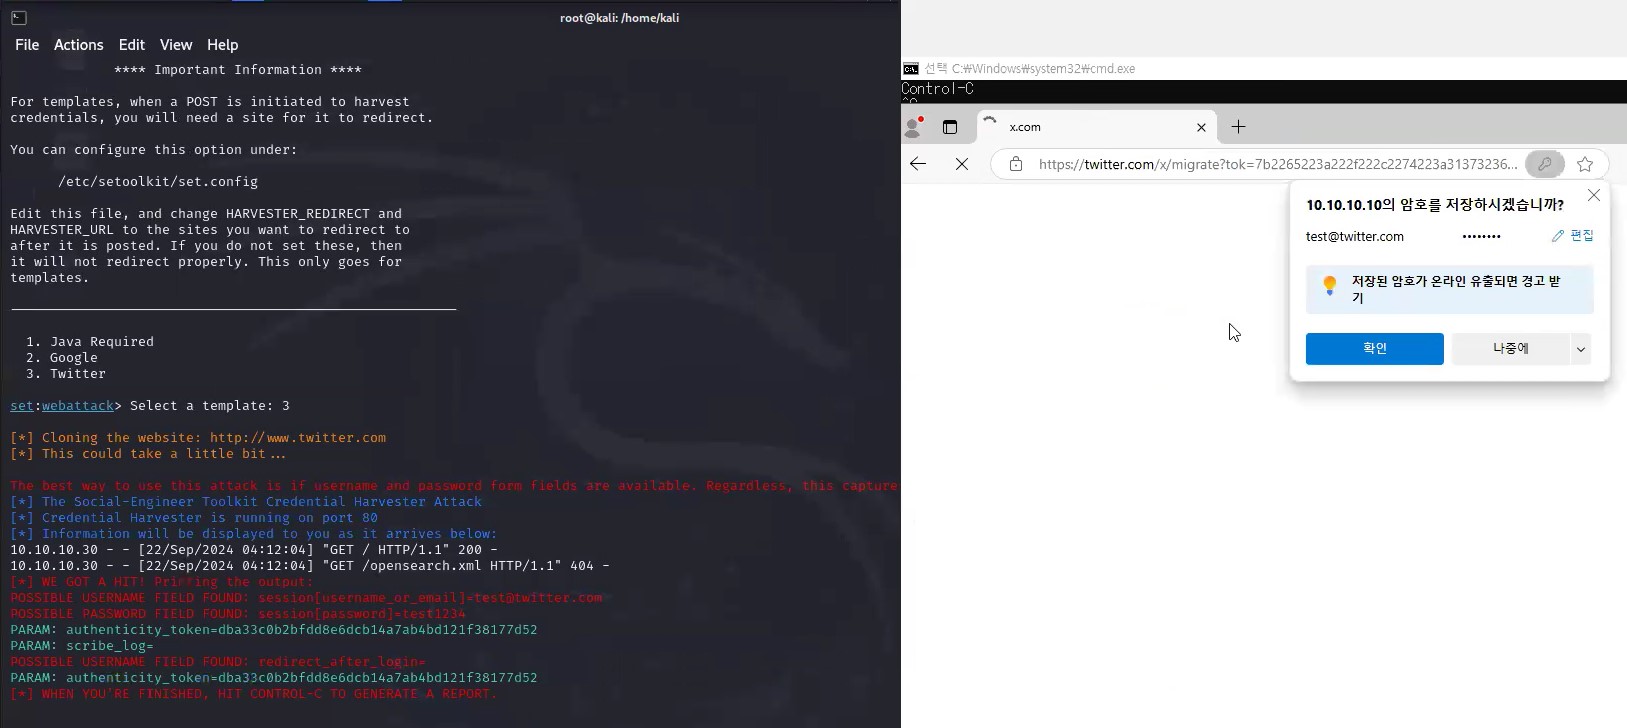 root@kali: /home/kali
File Actions Edit View Help
**** Important Information ****
For templates, when a POST is initiated to harvest
credentials, you will need a site for it to redirect.
You can configure this option under:
/etc/setoolkit/set.config
Edit this file, and change HARVESTER_REDIRECT and
HARVESTER_URL to the sites you want to redirect to
after it is posted. If you do not set these, then
it will not redirect properly. This only goes for
templates.
1. Java Required
2. Google
3. Twitter
set:webattack> Select a template: 3
[*] Cloning the website: http://www.twitter.com
[*] This could take a little bit...
The best way to use this attack is if username and password form fields are available. Regardless, this capture
[*] The Social-Engineer Toolkit Credential Harvester Attack
[*] Credential Harvester is running on port 80
[*] Information will be displayed to you as it arrives below:
10.10.10.30 - - [22/Sep/2024 04:12:04] "GET / HTTP/1.1" 200 -
10.10.10.30 - - [22/Sep/2024 04:12:04] "GET /opensearch.xml HTTP/1.1" 404 -
[*] WE GOT A HIT! Printing the output:
POSSIBLE USERNAME FIELD FOUND: session[username_or_email]=test@twitter.com
POSSIBLE PASSWORD FIELD FOUND: session[password]=test1234
PARAM: authenticity_token=dba33c0b2bfdd8e6dcb14a7ab4bd121f38177d52
PARAM: scribe_log=
POSSIBLE USERNAME FIELD FOUND: redirect_after_login=
PARAM: authenticity_token=dba33c0b2bfdd8e6dcb14a7ab4bd121f38177d52
[*] WHEN YOU'RE FINISHED, HIT CONTROL-C TO GENERATE A REPORT.
선택 C:₩Windows₩system32₩cmd.exe
Control-C
^C
x.com
https://twitter.com/x/migrate?tok=7b2265223a222f222c2274223a31373236...
10.10.10.10의 암호를 저장하시겠습니까?
test@twitter.com •••••••• 편집
저장된 암호가 온라인 유출되면 경고 받
기
확인 나중에